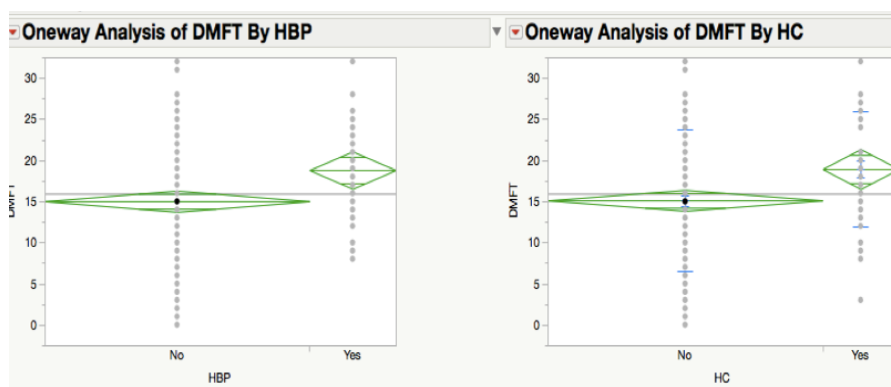 Oneway Analysis of DMFT By HBP
30
25
20
15
10
5
0
DMFT
No
Yes
HBP
Oneway Analysis of DMFT By HC
30
25
20
15
10
5
0
DMFT
No
Yes
HC